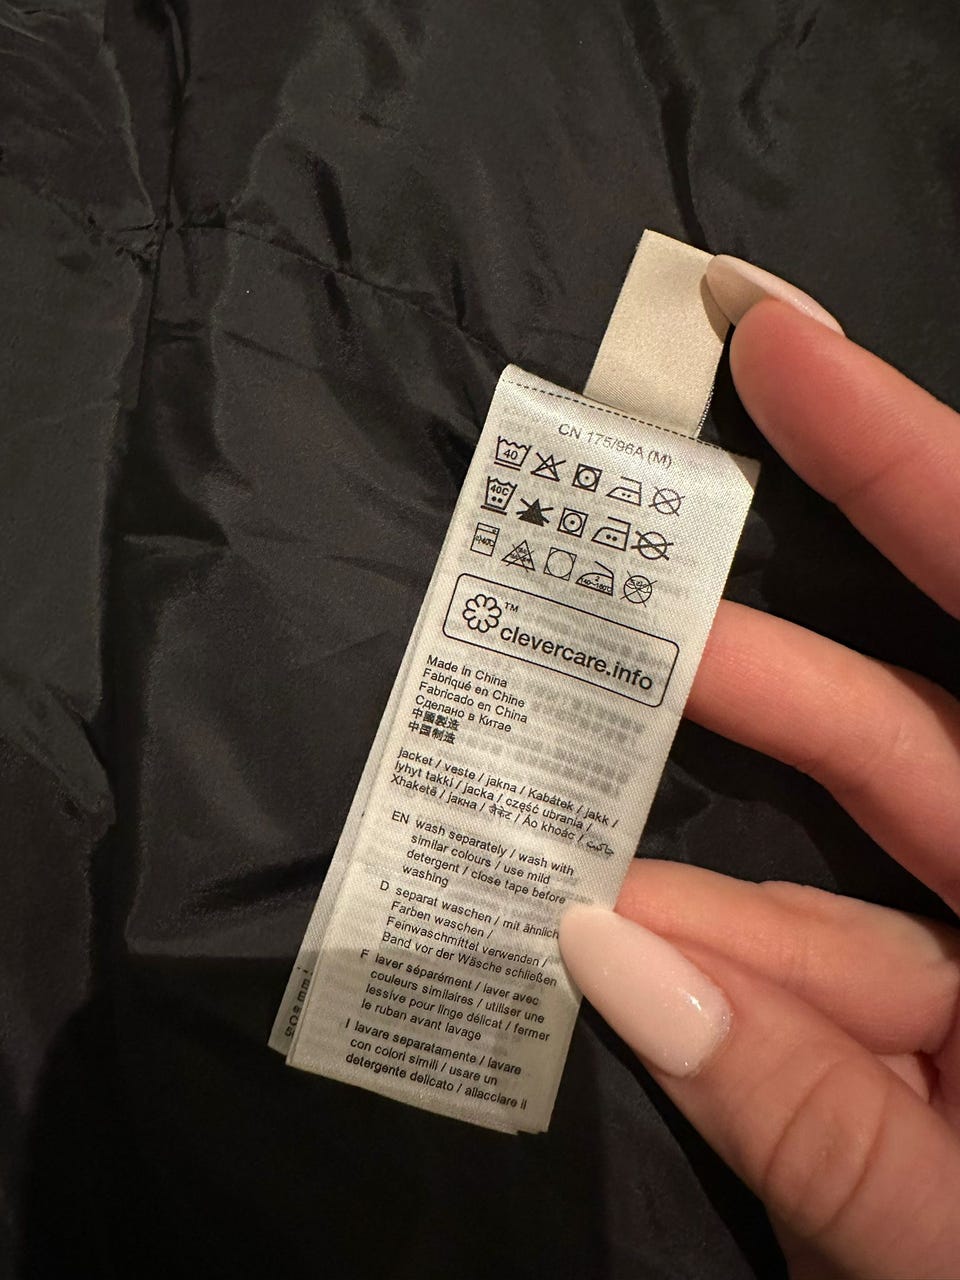 CN 175/96A (M)
40
40C
™
clevercare.info
Made in China
Fabriqué en Chine
Fabricado en China
Сделано в Китае
中國製造
中国制造
jacket / veste / jakna / Kabátek / jakk /
lyhyt takki / jacka / część ubrania /
Xhaketë / јакна / जैकेट / Áo khoác / جاكيت
EN wash separately / wash with
similar colours / use mild
detergent / close tape before
washing
D separat waschen / mit ähnlich
Farben waschen /
Feinwaschmittel verwenden /
Band vor der Wäsche schließen
F laver séparément / laver avec
couleurs similaires / utiliser une
lessive pour linge délicat / fermer
le ruban avant lavage
I lavare separatamente / lavare
con colori simili / usare un
detergente delicato / allacciare il